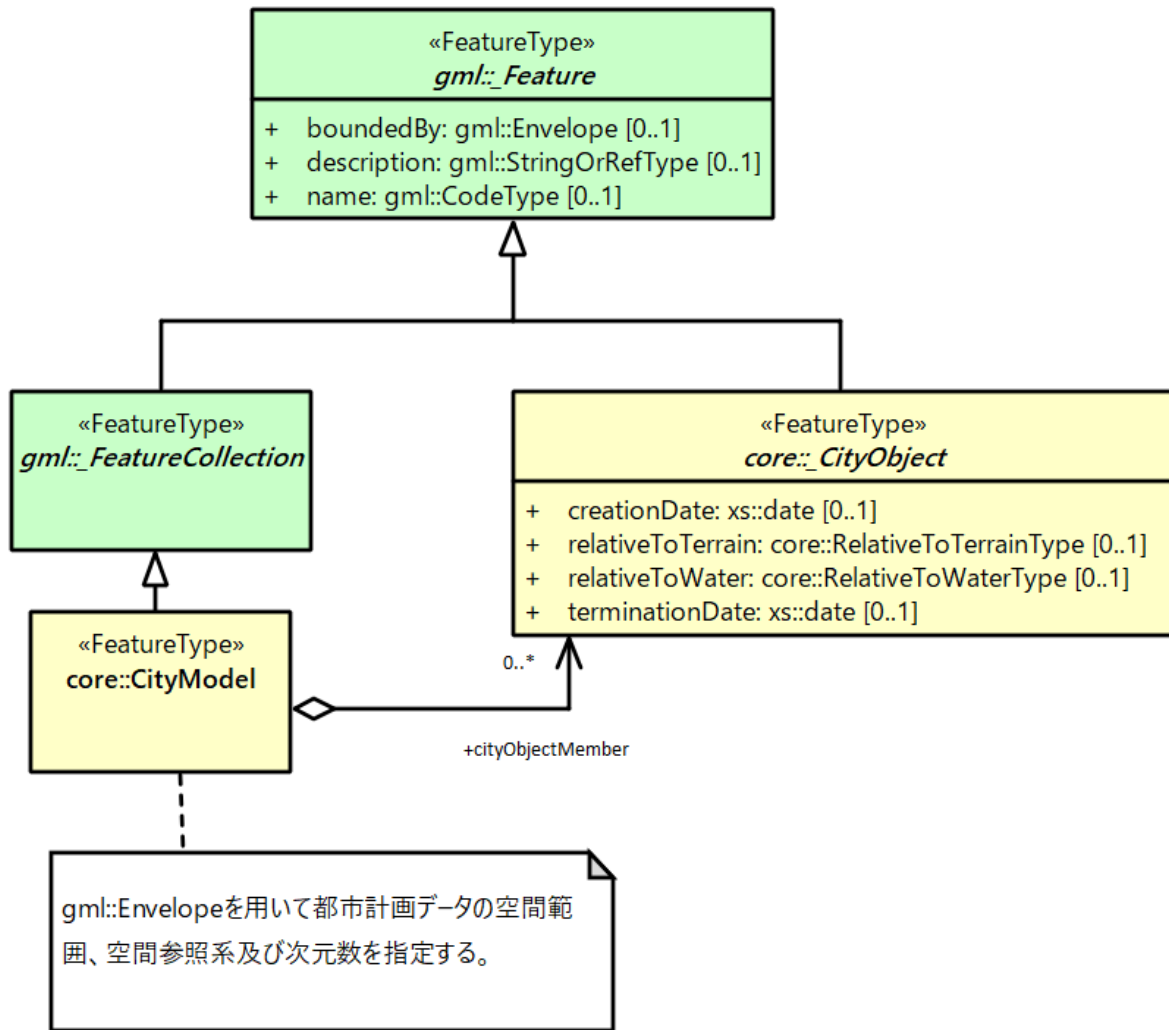 «FeatureType»
gml::_Feature
+ boundedBy: gml::Envelope [0..1]
+ description: gml::StringOrRefType [0..1]
+ name: gml::CodeType [0..1]
«FeatureType»
gml::_FeatureCollection
«FeatureType»
core::_CityObject
+ creationDate: xs::date [0..1]
+ relativeToTerrain: core::RelativeToTerrainType [0..1]
+ relativeToWater: core::RelativeToWaterType [0..1]
+ terminationDate: xs::date [0..1]
«FeatureType»
core::CityModel
0..*
+cityObjectMember
gml::Envelopeを用いて都市計画データの空間範
囲、空間参照系及び次元数を指定する。